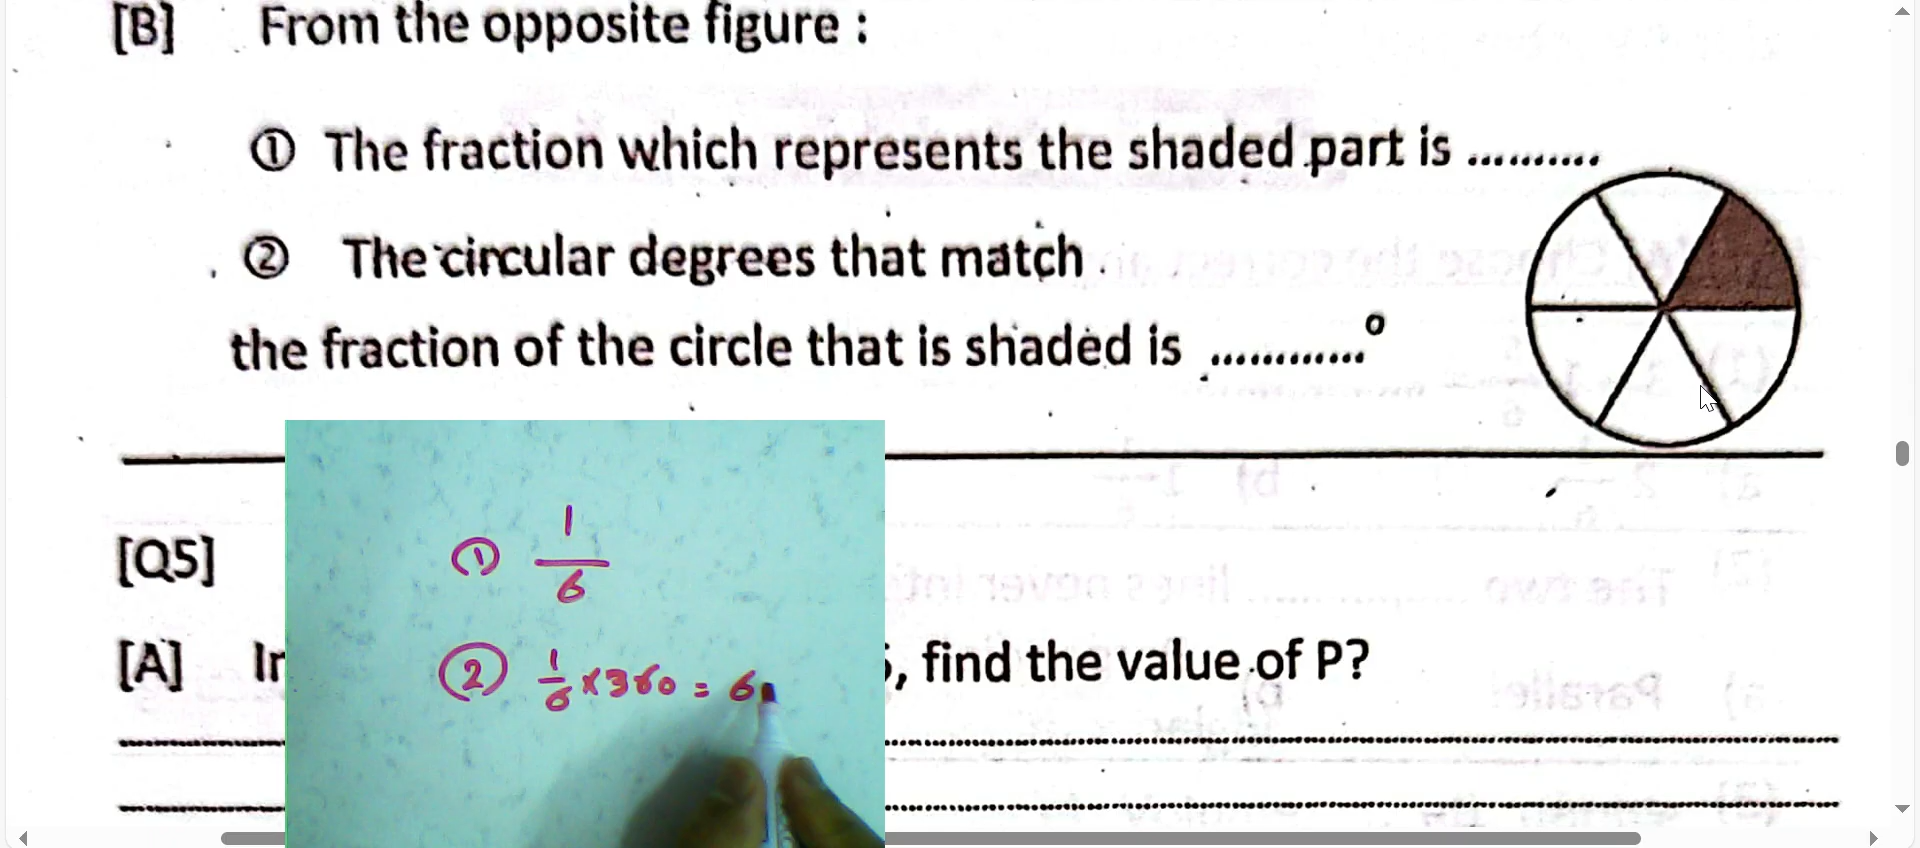 [B] From the opposite figure :
① The fraction which represents the shaded part is ..........
② The circular degrees that match
the fraction of the circle that is shaded is ............°
① 1/6
[Q5]
② 1/6 × 360 = 6
[A] , find the value of P?